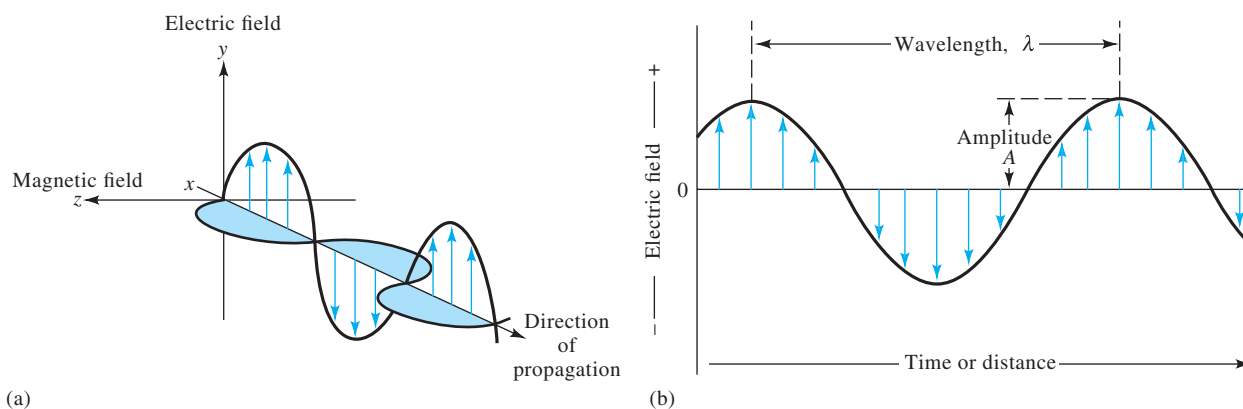 Electric field
y
Magnetic field
x
z
Direction
of
propagation
(a)
Wavelength, λ
+
Electric field
−
0
Amplitude
A
Time or distance
(b)